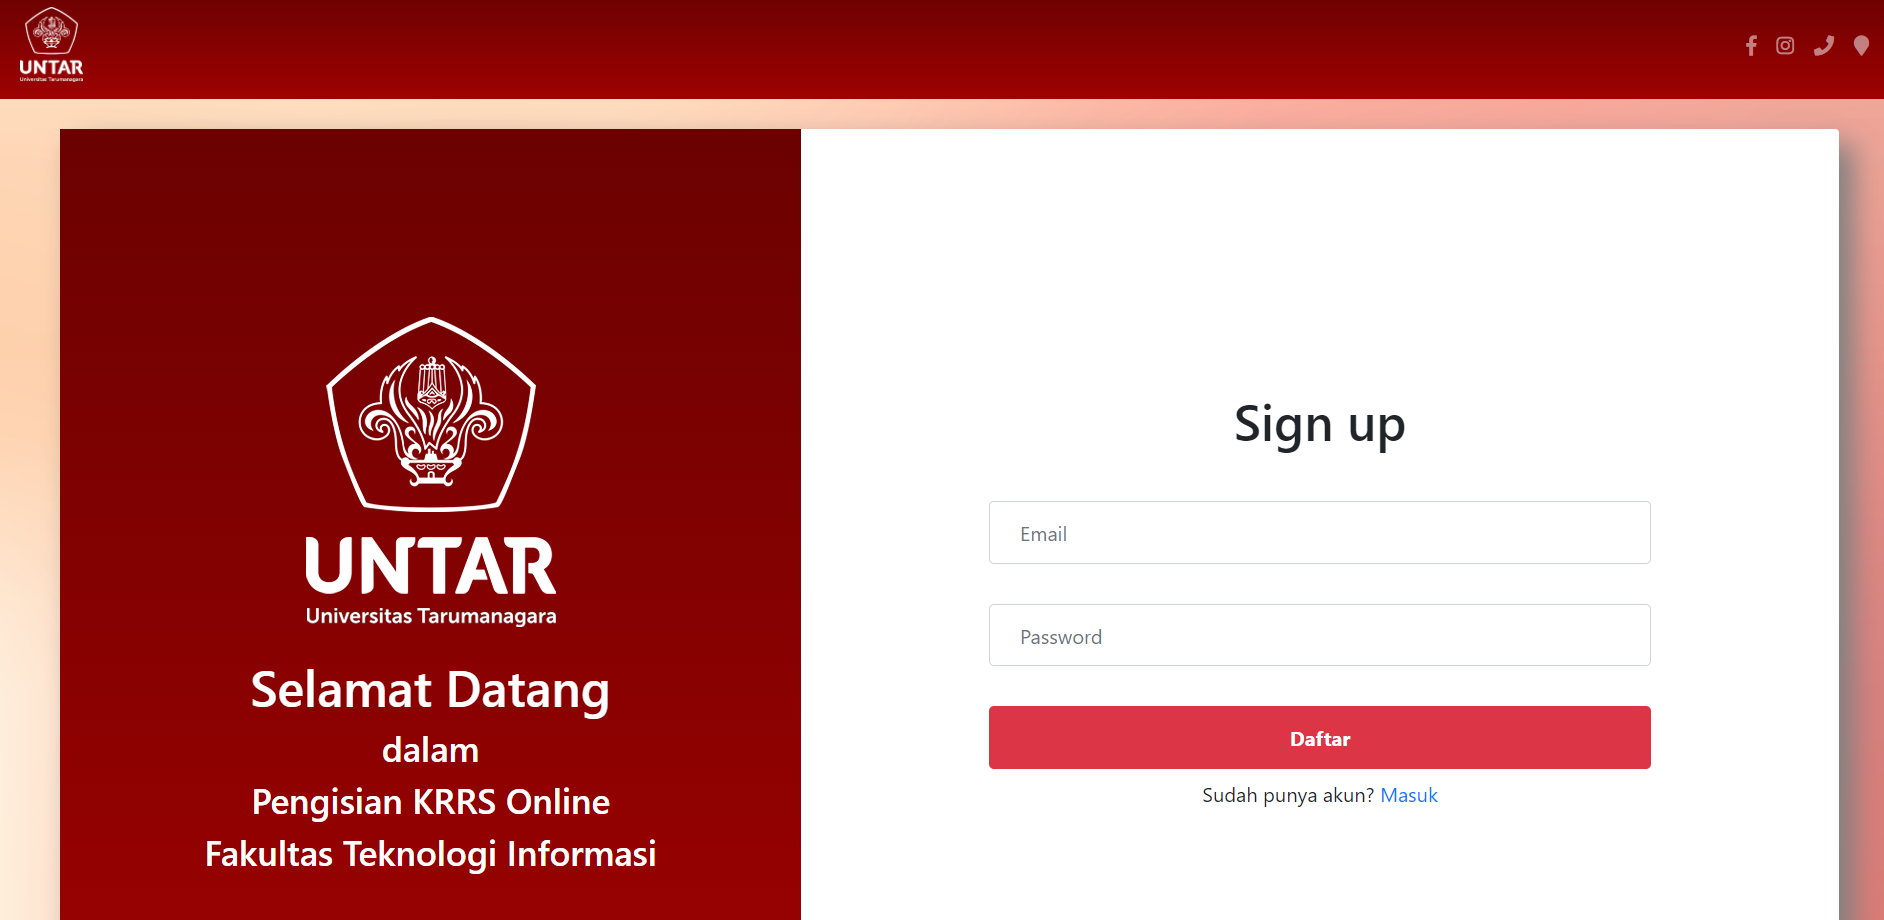 UNTAR
Universitas Tarumanagara
UNTAR
Universitas Tarumanagara
Selamat Datang
dalam
Pengisian KRRS Online
Fakultas Teknologi Informasi
Sign up
Email
Password
Daftar
Sudah punya akun? Masuk